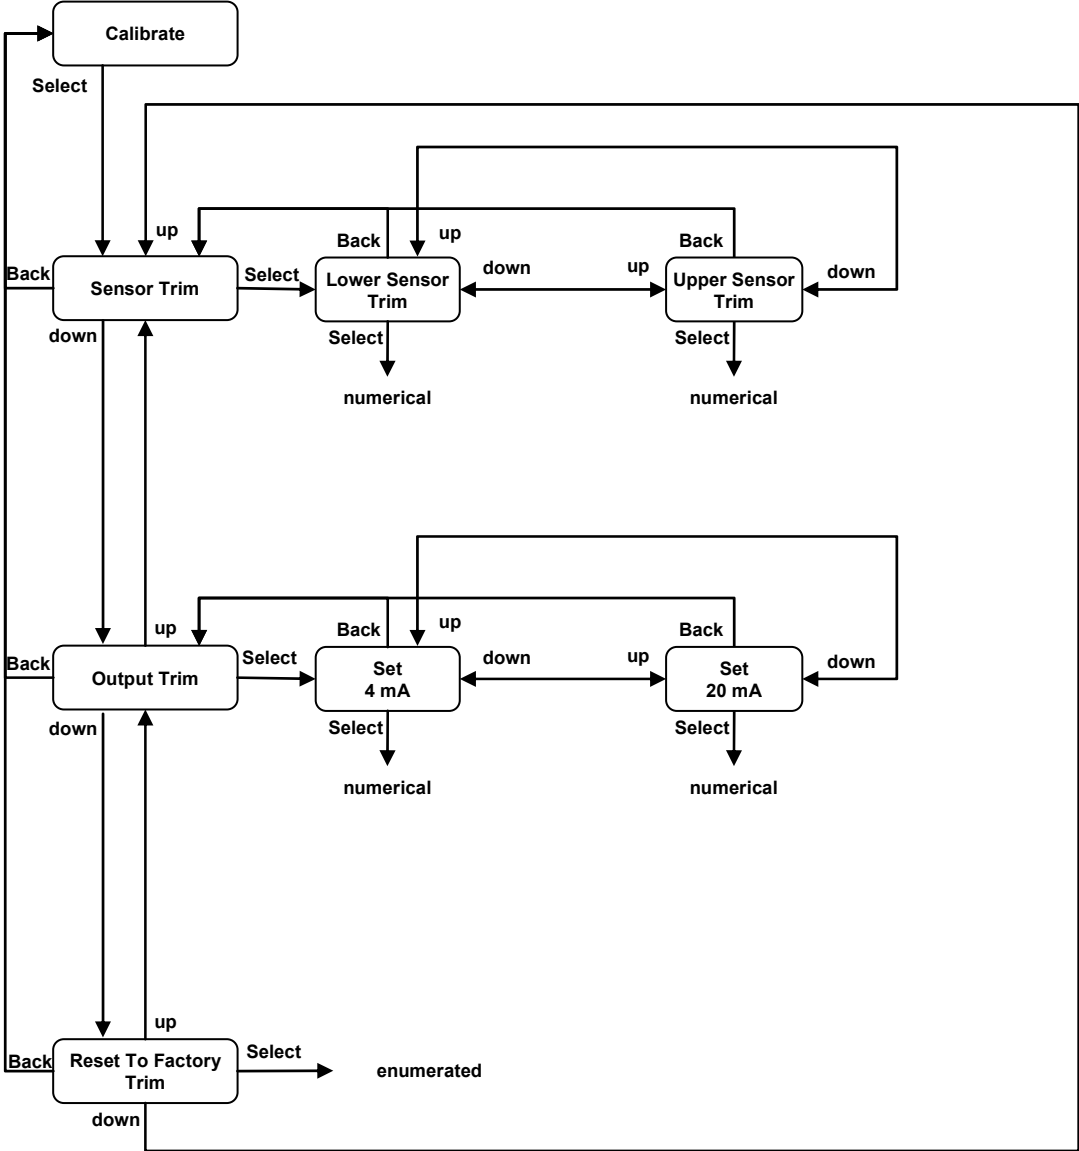 Calibrate
Select
up
Back
up
Back
Back
Sensor Trim
Select
Lower Sensor
Trim
down
up
Upper Sensor
Trim
down
down
Select
Select
numerical
numerical
up
Back
up
Back
Back
Output Trim
Select
Set
4 mA
down
up
Set
20 mA
down
down
Select
Select
numerical
numerical
up
Back
Reset To Factory
Trim
Select
enumerated
down